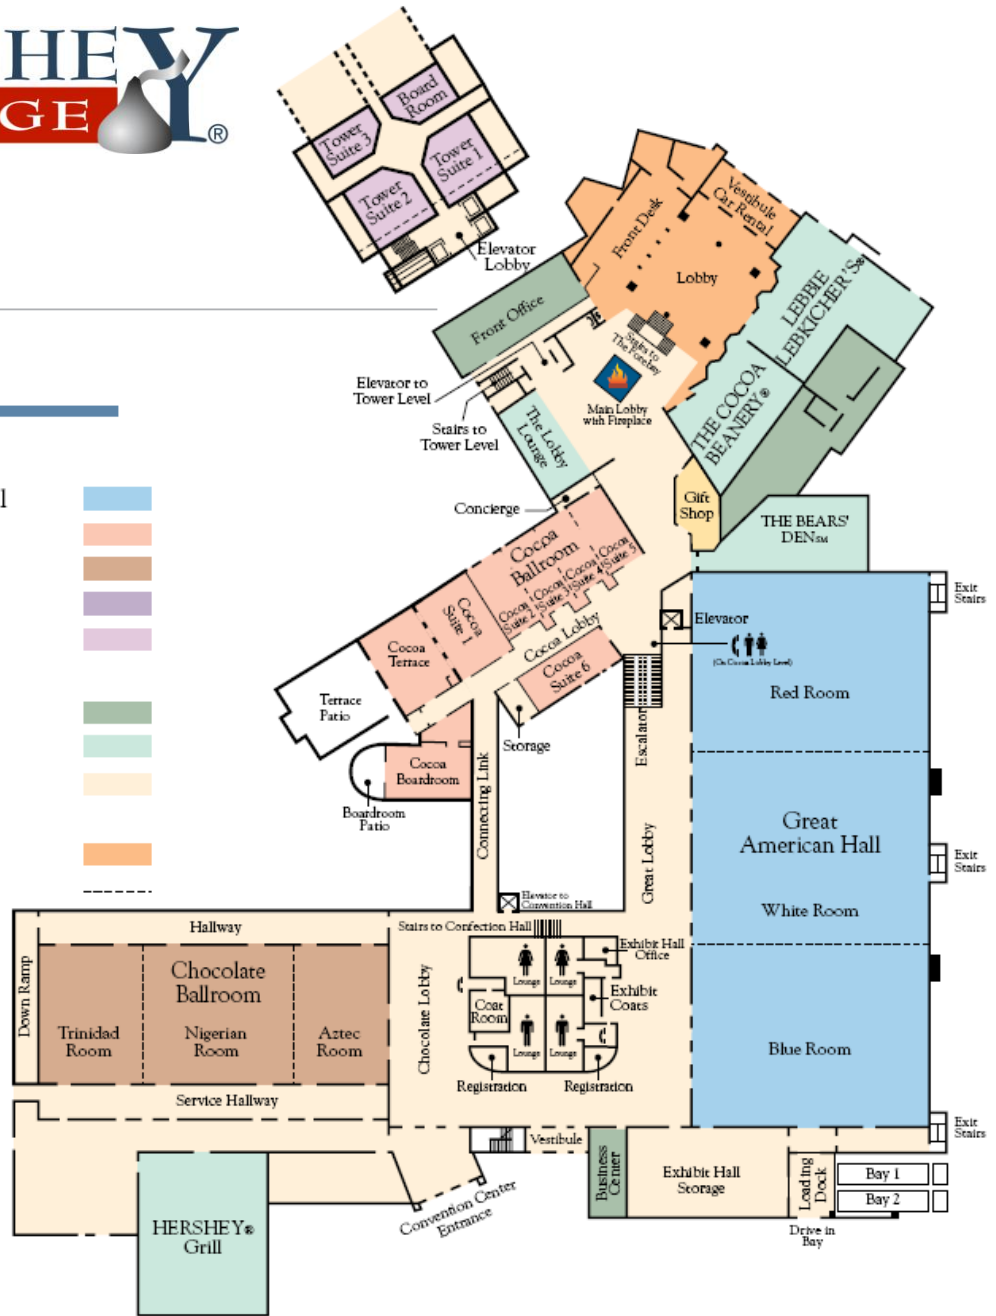 HEY
GE
®
Board
Room
Tower
Suite 3
Tower
Suite 1
Tower
Suite 2
Elevator
Lobby
Vestibule
Car Rental
Front Desk
Lobby
LEBBIE
LEBKICHER'S℠
Front Office
Stairs to
The Forebay
Elevator to
Tower Level
Main Lobby
with Fireplace
THE COCOA
BEANERY®
Stairs to
Tower Level
The Lobby
Lounge
l
Concierge
Gift
Shop
THE BEARS'
DEN℠
Cocoa
Ballroom
Cocoa
Suite 1
Cocoa
Suite 2
Cocoa
Suite 3
Cocoa
Suite 4
Cocoa
Suite 5
Exit
Stairs
Elevator
Cocoa Lobby
(On Cocoa Lobby Level)
Cocoa
Terrace
Cocoa
Suite 6
Red Room
Terrace
Patio
Storage
Escalator
Cocoa
Boardroom
Boardroom
Patio
Connecting Link
Great Lobby
Great
American Hall
Exit
Stairs
White Room
Elevator to
Convention Hall
Hallway
Stairs to Confection Hall
Exhibit Hall
Office
Down Ramp
Chocolate
Ballroom
Chocolate Lobby
Lounge
Lounge
Exhibit
Coats
Coat
Room
Trinidad
Room
Nigerian
Room
Aztec
Room
Lounge
Lounge
Blue Room
Registration
Registration
Service Hallway
Exit
Stairs
Vestibule
Business
Center
Exhibit Hall
Storage
Loading
Dock
Bay 1
Bay 2
Convention Center
Entrance
Drive in
Bay
HERSHEY®
Grill